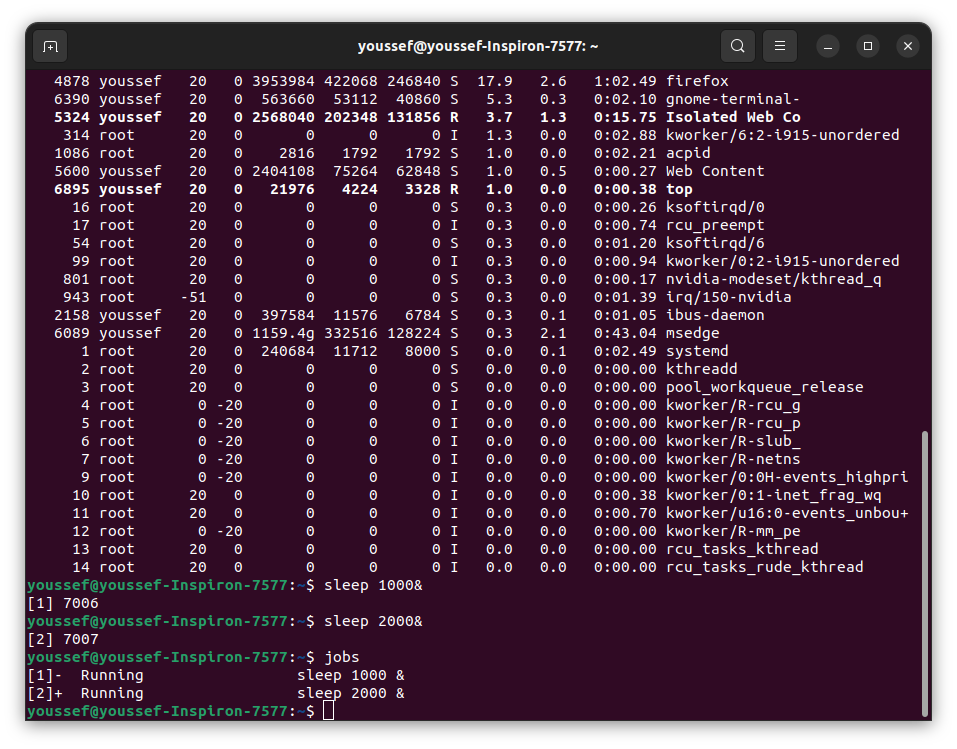 youssef@youssef-Inspiron-7577: ~
4878 youssef 20 0 3953984 422068 246840 S 17.9 2.6 1:02.49 firefox
6390 youssef 20 0 563660 53112 40860 S 5.3 0.3 0:02.10 gnome-terminal-
5324 youssef 20 0 2568040 202348 131856 R 3.7 1.3 0:15.75 Isolated Web Co
314 root 20 0 0 0 0 I 1.3 0.0 0:02.88 kworker/6:2-i915-unordered
1086 root 20 0 2816 1792 1792 S 1.0 0.0 0:02.21 acpid
5600 youssef 20 0 2404108 75264 62848 S 1.0 0.5 0:00.27 Web Content
6895 youssef 20 0 21976 4224 3328 R 1.0 0.0 0:00.38 top
16 root 20 0 0 0 0 S 0.3 0.0 0:00.26 ksoftirqd/0
17 root 20 0 0 0 0 I 0.3 0.0 0:00.74 rcu_preempt
54 root 20 0 0 0 0 S 0.3 0.0 0:01.20 ksoftirqd/6
99 root 20 0 0 0 0 I 0.3 0.0 0:00.94 kworker/0:2-i915-unordered
801 root 20 0 0 0 0 S 0.3 0.0 0:00.17 nvidia-modeset/kthread_q
943 root -51 0 0 0 0 S 0.3 0.0 0:01.39 irq/150-nvidia
2158 youssef 20 0 397584 11576 6784 S 0.3 0.1 0:01.05 ibus-daemon
6089 youssef 20 0 1159.4g 332516 128224 S 0.3 2.1 0:43.04 msedge
1 root 20 0 240684 11712 8000 S 0.0 0.1 0:02.49 systemd
2 root 20 0 0 0 0 S 0.0 0.0 0:00.00 kthreadd
3 root 20 0 0 0 0 S 0.0 0.0 0:00.00 pool_workqueue_release
4 root 0 -20 0 0 0 I 0.0 0.0 0:00.00 kworker/R-rcu_g
5 root 0 -20 0 0 0 I 0.0 0.0 0:00.00 kworker/R-rcu_p
6 root 0 -20 0 0 0 I 0.0 0.0 0:00.00 kworker/R-slub_
7 root 0 -20 0 0 0 I 0.0 0.0 0:00.00 kworker/R-netns
9 root 0 -20 0 0 0 I 0.0 0.0 0:00.00 kworker/0:0H-events_highpri
10 root 20 0 0 0 0 I 0.0 0.0 0:00.38 kworker/0:1-inet_frag_wq
11 root 20 0 0 0 0 I 0.0 0.0 0:00.70 kworker/u16:0-events_unbou+
12 root 0 -20 0 0 0 I 0.0 0.0 0:00.00 kworker/R-mm_pe
13 root 20 0 0 0 0 I 0.0 0.0 0:00.00 rcu_tasks_kthread
14 root 20 0 0 0 0 I 0.0 0.0 0:00.00 rcu_tasks_rude_kthread
youssef@youssef-Inspiron-7577:~$ sleep 1000&
[1] 7006
youssef@youssef-Inspiron-7577:~$ sleep 2000&
[2] 7007
youssef@youssef-Inspiron-7577:~$ jobs
[1]-  Running                 sleep 1000 &
[2]+  Running                 sleep 2000 &
youssef@youssef-Inspiron-7577:~$